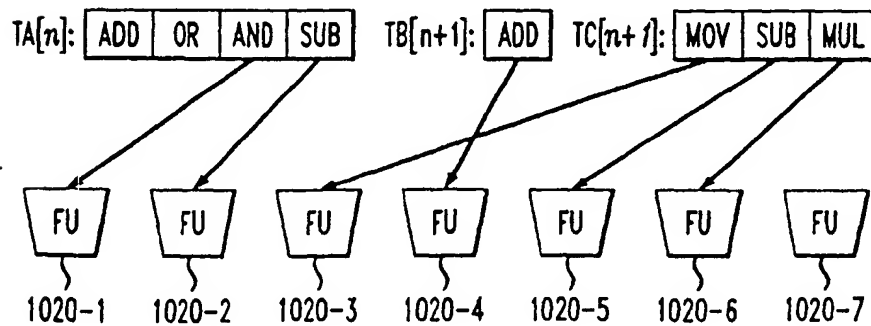 TA[n]: ADD OR AND SUB TB[n+1]: ADD TC[n+1]: MOV SUB MUL
FU FU FU FU FU FU FU
1020-1 1020-2 1020-3 1020-4 1020-5 1020-6 1020-7